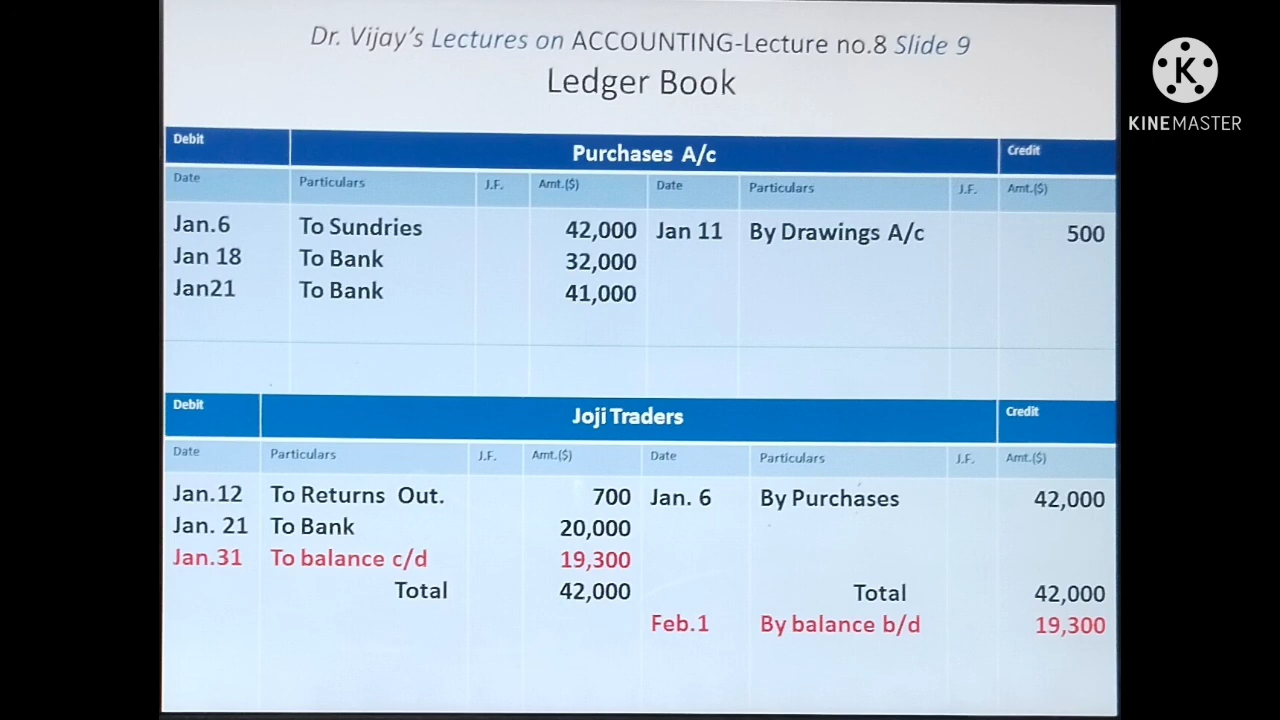 Dr. Vijay's Lectures on ACCOUNTING-Lecture no.8 Slide 9
Ledger Book
K
KINEMASTER
Debit Purchases A/c Credit
Date Particulars J.F. Amt.($) Date Particulars J.F. Amt.($)
Jan.6 To Sundries 42,000 Jan 11 By Drawings A/c 500
Jan 18 To Bank 32,000
Jan21 To Bank 41,000
Debit Joji Traders Credit
Date Particulars J.F. Amt.($) Date Particulars J.F. Amt.($)
Jan.12 To Returns Out. 700 Jan. 6 By Purchases 42,000
Jan. 21 To Bank 20,000
Jan.31 To balance c/d 19,300
Total 42,000 Total 42,000
Feb.1 By balance b/d 19,300